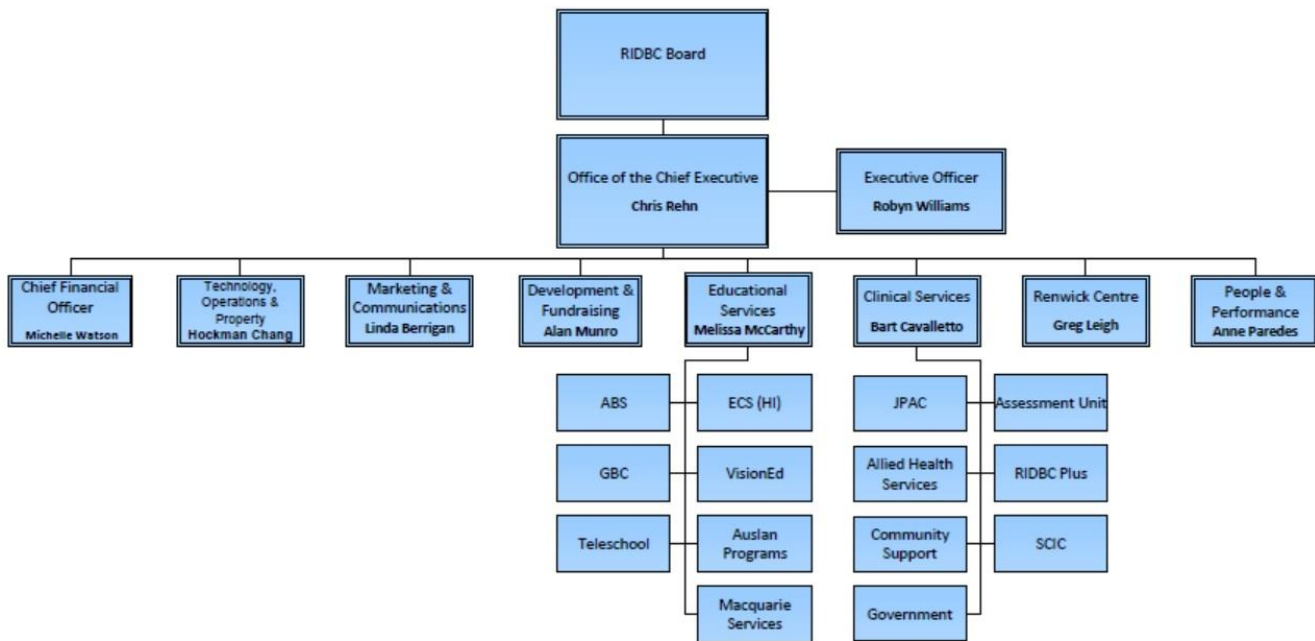 RIDBC Board
Office of the Chief Executive
Chris Rehn
Executive Officer
Robyn Williams
Chief Financial
Officer
Michelle Watson
Technology,
Operations &
Property
Hockman Chang
Marketing &
Communications
Linda Berrigan
Development &
Fundraising
Alan Munro
Educational
Services
Melissa McCarthy
Clinical Services
Bart Cavalletto
Renwick Centre
Greg Leigh
People &
Performance
Anne Paredes
ABS
ECS (HI)
JPAC
Assessment Unit
GBC
VisionEd
Allied Health
Services
RIDBC Plus
Teleschool
Auslan
Programs
Community
Support
SCIC
Macquarie
Services
Government